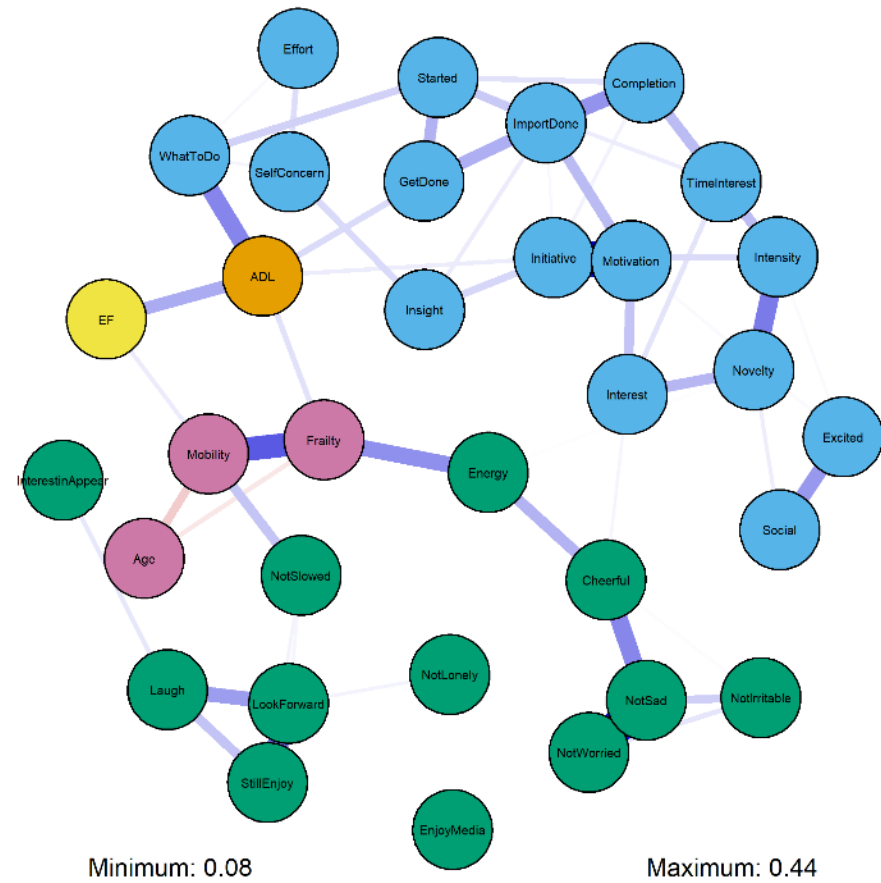 Effort
Started
Completion
ImportDone
WhatToDo
SelfConcern
GetDone
TimeInterest
ADL
Initiative
Motivation
Intensity
EF
Insight
Novelty
Interest
Frailty
Excited
Mobility
Energy
InterestinAppear
Social
Age
NotSlowed
Cheerful
NotLonely
Laugh
LookForward
NotSad
NotIrritable
NotWorried
StillEnjoy
EnjoyMedia
Minimum: 0.08
Maximum: 0.44